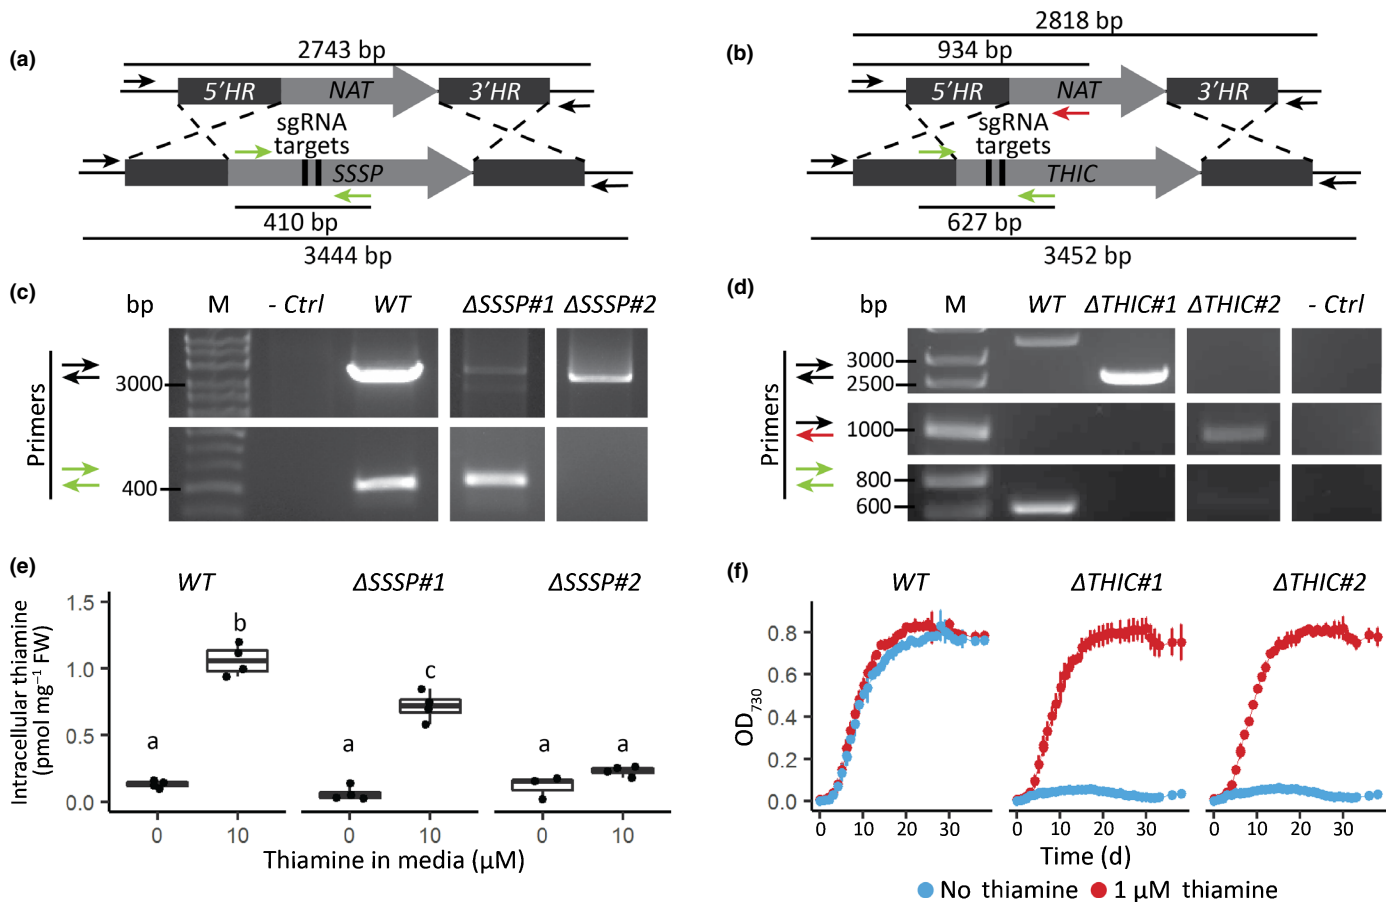 (a)
2743 bp
5'HR NAT 3'HR
sgRNA
targets
SSSP
410 bp
3444 bp
(b)
2818 bp
934 bp
5'HR NAT 3'HR
sgRNA
targets
THIC
627 bp
3452 bp
(c)
bp M - Ctrl WT ΔSSSP#1 ΔSSSP#2
Primers
3000
400
(d)
bp M WT ΔTHIC#1 ΔTHIC#2 - Ctrl
Primers
3000
2500
1000
800
600
(e)
WT ΔSSSP#1 ΔSSSP#2
Intracellular thiamine
(pmol mg⁻¹ FW)
1.5
1.0
0.5
0.0
a b a c a a
0 10 0 10 0 10
Thiamine in media (μM)
(f)
WT ΔTHIC#1 ΔTHIC#2
OD₇₃₀
0.8
0.6
0.4
0.2
0.0
0 10 20 30 0 10 20 30 0 10 20 30
Time (d)
No thiamine 1 μM thiamine